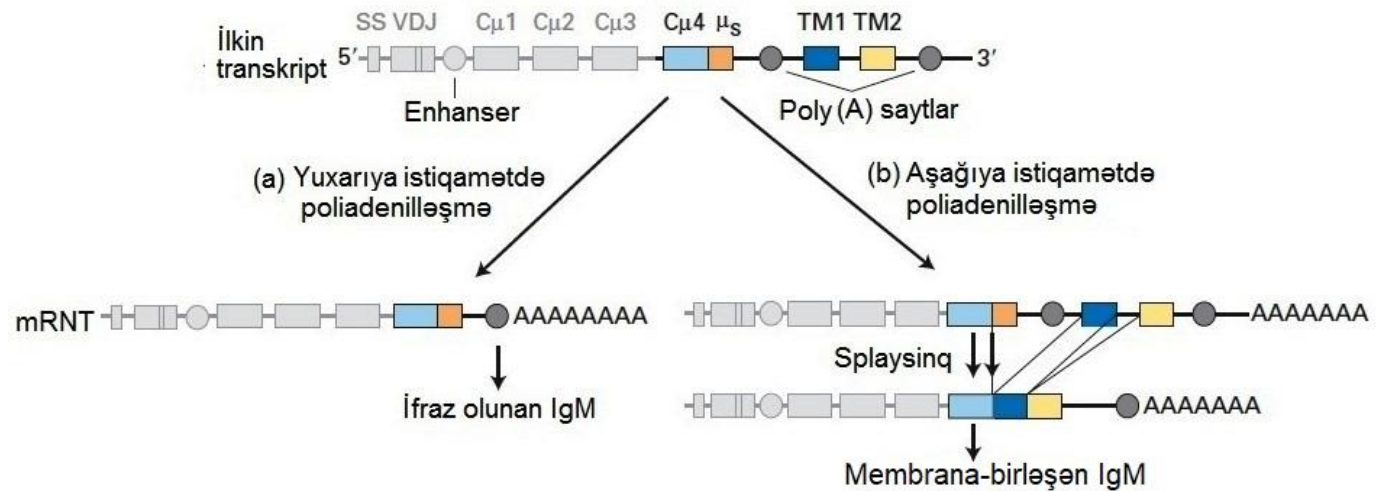 SS VDJ Cμ1 Cμ2 Cμ3 Cμ4 μS TM1 TM2
İlkin
transkript
5′
3′
Enhanser
Poly (A) saytlar
(a) Yuxarıya istiqamətdə
poliadenilləşmə
(b) Aşağıya istiqamətdə
poliadenilləşmə
mRNT
AAAAAAAA
AAAAAAA
Splaysinq
İfraz olunan IgM
AAAAAAA
Membrana-birləşən IgM